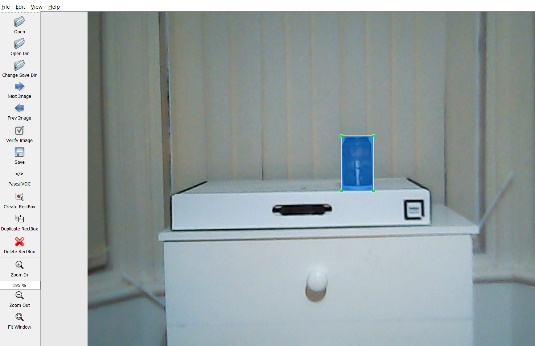 File Edit View Help
Open
Open Dir
Change Save Dir
Next Image
Prev Image
Verify Image
Save
</>
PascalVOC
Create RectBox
Duplicate RectBox
Delete RectBox
Zoom In
Zoom Out
Fit Window